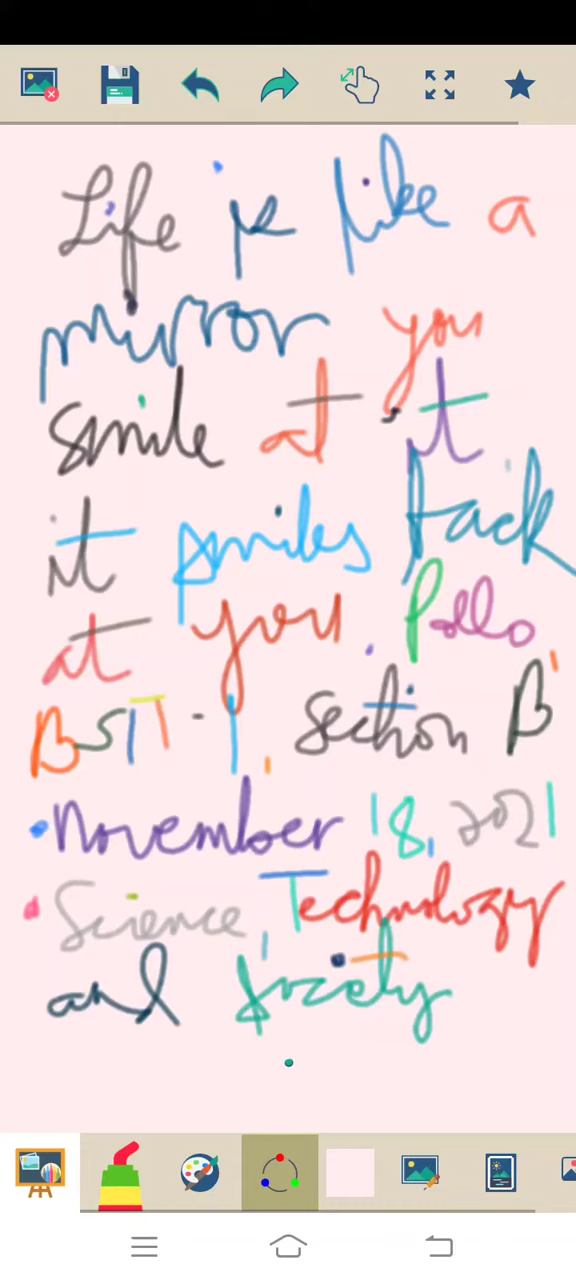 Life is like a
mirror you
smile at it
it smiles back
at you. Pollo
BSIT-1, Section B
November 18, 2021
Science, Technology
and Society